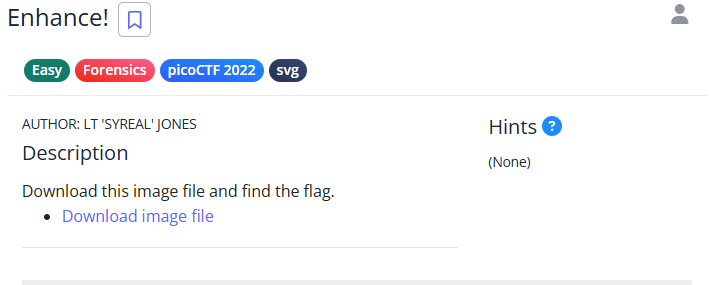 Enhance!
Easy Forensics picoCTF 2022 svg
AUTHOR: LT 'SYREAL' JONES
Description
Download this image file and find the flag.
• Download image file
Hints ?
(None)